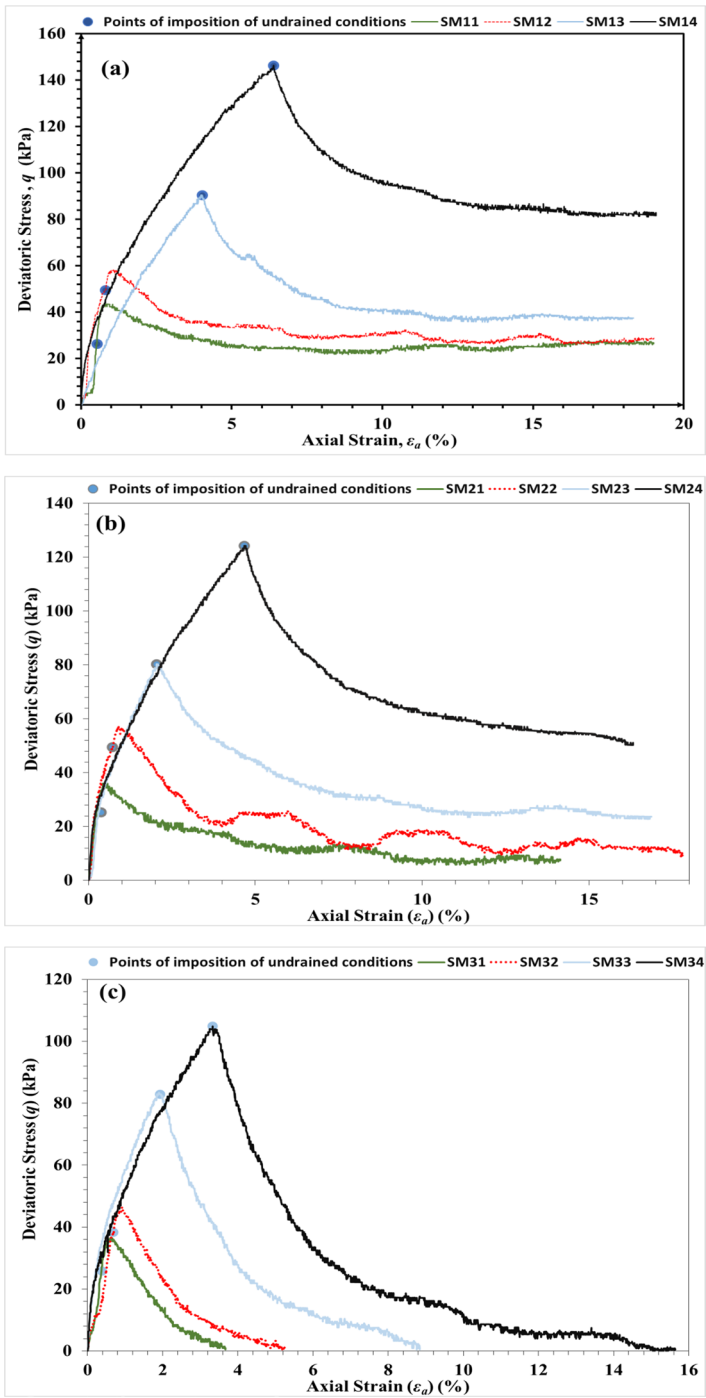 Points of imposition of undrained conditions SM11 SM12 SM13 SM14
(a)
160
140
120
100
80
60
40
20
0
Deviatoric Stress , q (kPa)
0 5 10 15 20
Axial Strain, εa (%)
Points of imposition of undrained conditions SM21 SM22 SM23 SM24
(b)
140
120
100
80
60
40
20
0
Deviatoric Stress (q) (kPa)
0 5 10 15
Axial Strain (εa) (%)
Points of imposition of undrained conditions SM31 SM32 SM33 SM34
(c)
120
100
80
60
40
20
0
Deviatoric Stress (q) (kPa)
0 2 4 6 8 10 12 14 16
Axial Strain (εa) (%)